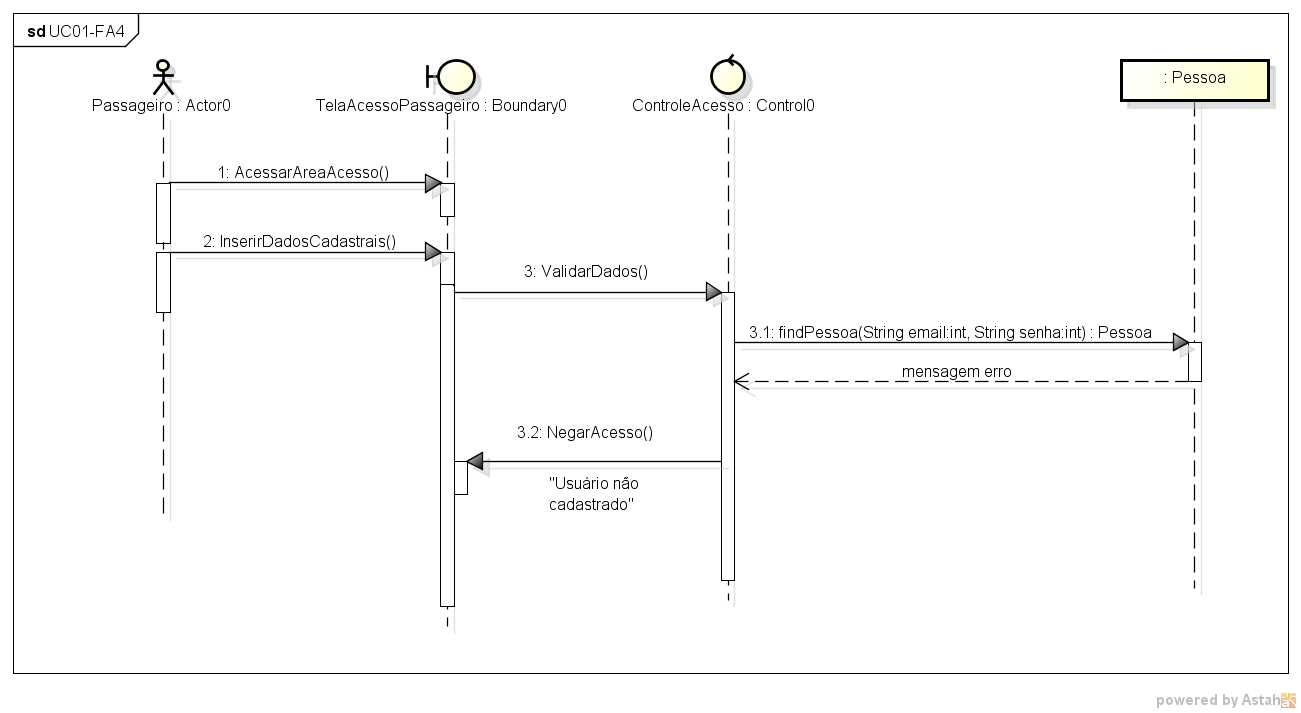 sd UC01-FA4
Passageiro : Actor0
TelaAcessoPassageiro : Boundary0
ControleAcesso : Control0
: Pessoa
1: AcessarAreaAcesso()
2: InserirDadosCadastrais()
3: ValidarDados()
3.1: findPessoa(String email:int, String senha:int) : Pessoa
mensagem erro
3.2: NegarAcesso()
"Usuário não
cadastrado"
powered by Astah